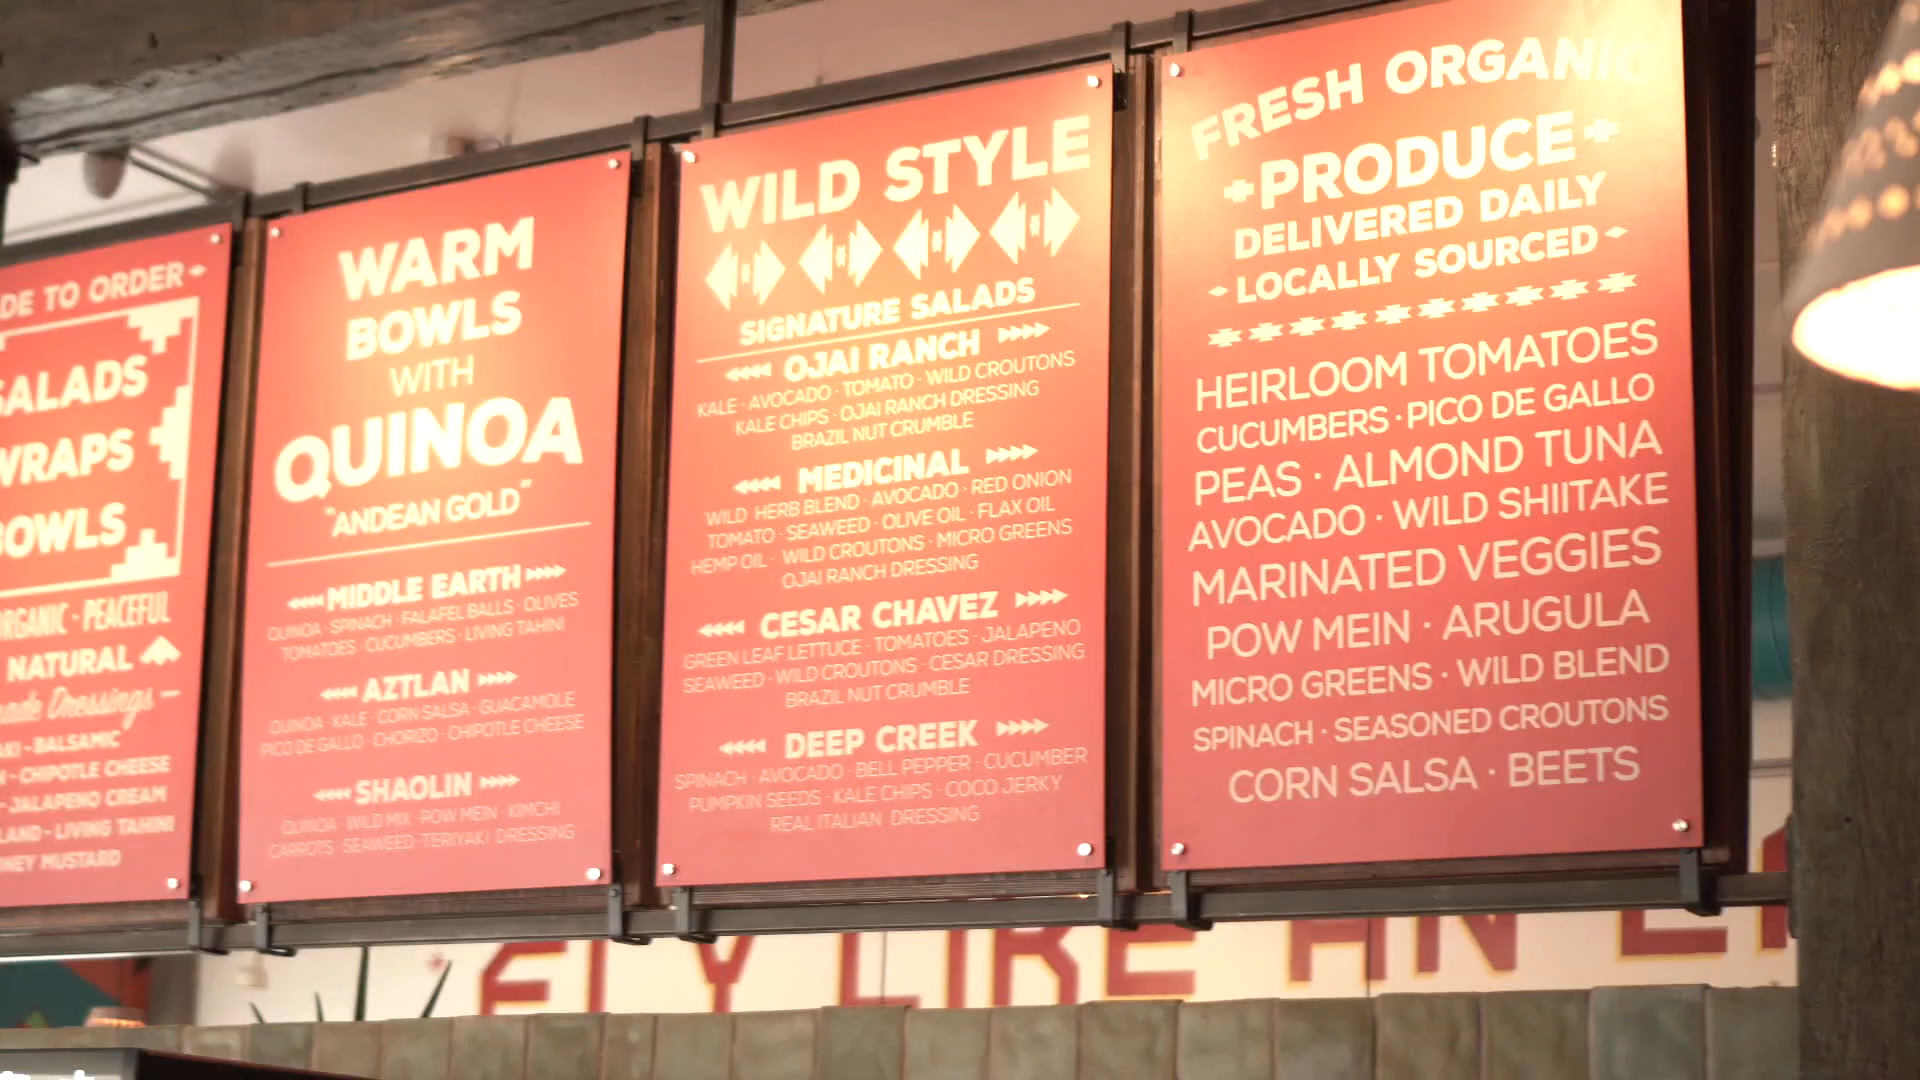 DE TO ORDER
SALADS
WRAPS
BOWLS
ORGANIC · PEACEFUL
NATURAL
Dressings
BALSAMIC
CHIPOTLE CHEESE
JALAPENO CREAM
LIVING TAHINI
MUSTARD
WARM
BOWLS
WITH
QUINOA
"ANDEAN GOLD"
MIDDLE EARTH
QUINOA · SPINACH · FALAFEL BALLS · OLIVES
TOMATOES · CUCUMBERS · LIVING TAHINI
AZTLAN
QUINOA · KALE · CORN SALSA · GUACAMOLE
PICO DE GALLO · CHORIZO · CHIPOTLE CHEESE
SHAOLIN
QUINOA · WILD MIX · POW MEIN · KIMCHI
CARROTS · SEAWEED · TERIYAKI DRESSING
WILD STYLE
SIGNATURE SALADS
OJAI RANCH
KALE · AVOCADO · TOMATO · WILD CROUTONS
KALE CHIPS · OJAI RANCH DRESSING
BRAZIL NUT CRUMBLE
MEDICINAL
WILD HERB BLEND · AVOCADO · RED ONION
TOMATO · SEAWEED · OLIVE OIL · FLAX OIL
HEMP OIL · WILD CROUTONS · MICRO GREENS
OJAI RANCH DRESSING
CESAR CHAVEZ
GREEN LEAF LETTUCE · TOMATOES · JALAPENO
SEAWEED · WILD CROUTONS · CESAR DRESSING
BRAZIL NUT CRUMBLE
DEEP CREEK
SPINACH · AVOCADO · BELL PEPPER · CUCUMBER
PUMPKIN SEEDS · KALE CHIPS · COCO JERKY
REAL ITALIAN DRESSING
FRESH ORGANIC
PRODUCE
DELIVERED DAILY
LOCALLY SOURCED
HEIRLOOM TOMATOES
CUCUMBERS · PICO DE GALLO
PEAS · ALMOND TUNA
AVOCADO · WILD SHIITAKE
MARINATED VEGGIES
POW MEIN · ARUGULA
MICRO GREENS · WILD BLEND
SPINACH · SEASONED CROUTONS
CORN SALSA · BEETS
FLY LIKE AN